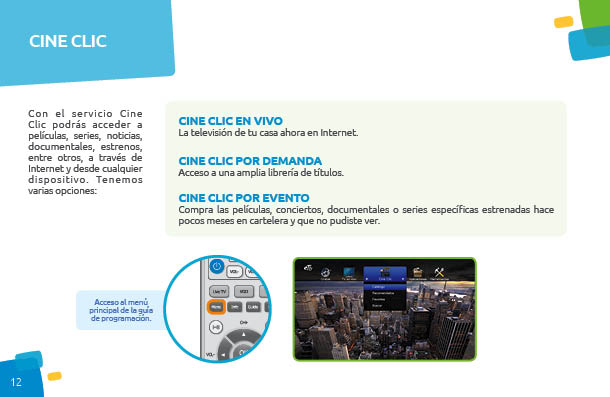 CINE CLIC
Con el servicio Cine
Clic podrás acceder a
películas, series, noticias,
documentales, estrenos,
entre otros, a través de
Internet y desde cualquier
dispositivo. Tenemos
varias opciones:
CINE CLIC EN VIVO
La televisión de tu casa ahora en Internet.
CINE CLIC POR DEMANDA
Acceso a una amplia librería de títulos.
CINE CLIC POR EVENTO
Compra las películas, conciertos, documentales o series específicas estrenadas hace
pocos meses en cartelera y que no pudiste ver.
Acceso al menú
principal de la guía
de programación.
VOL-
Live TV VOD
Menu Info Guide
VOL-
Cine Clic
Catálogo
12